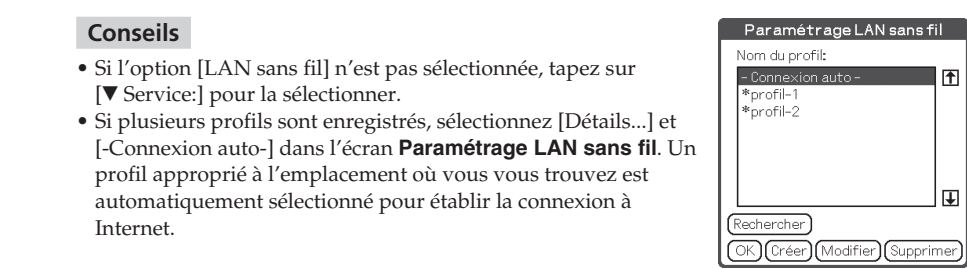 Conseils
• Si l'option [LAN sans fil] n'est pas sélectionnée, tapez sur
[▼ Service:] pour la sélectionner.
• Si plusieurs profils sont enregistrés, sélectionnez [Détails...] et
[-Connexion auto-] dans l'écran Paramétrage LAN sans fil. Un
profil approprié à l'emplacement où vous vous trouvez est
automatiquement sélectionné pour établir la connexion à
Internet.
Paramétrage LAN sans fil
Nom du profil:
- Connexion auto -
*profil-1
*profil-2
Rechercher
OK Créer Modifier Supprimer